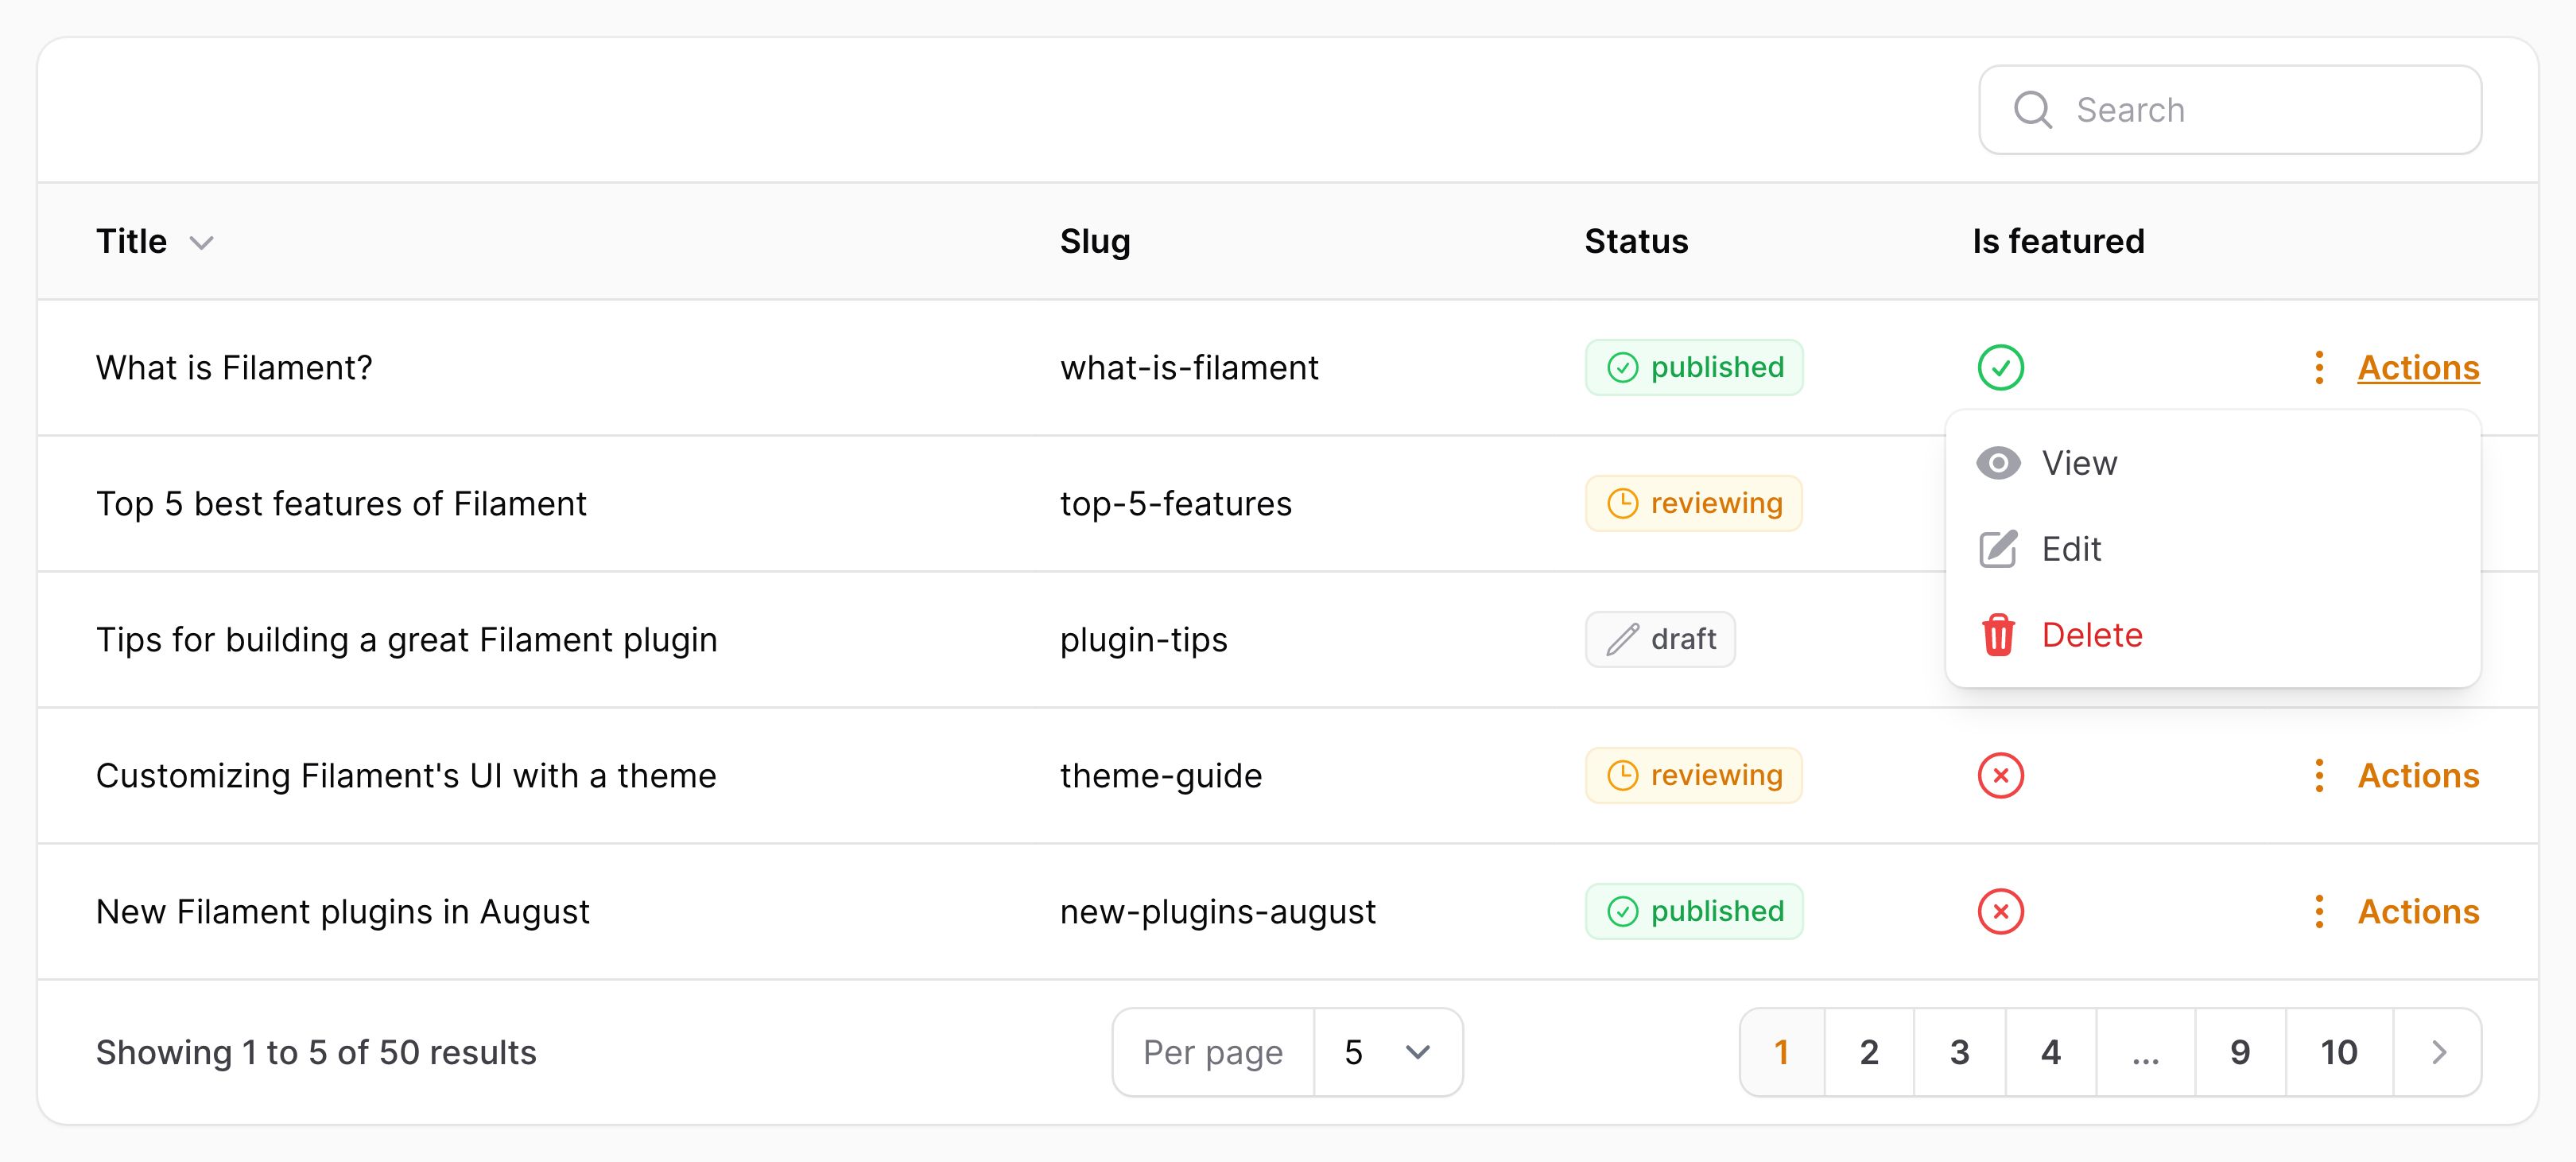 Search
Title Slug Status Is featured
What is Filament? what-is-filament published Actions
View
Top 5 best features of Filament top-5-features reviewing
Edit
Tips for building a great Filament plugin plugin-tips draft
Delete
Customizing Filament's UI with a theme theme-guide reviewing Actions
New Filament plugins in August new-plugins-august published Actions
Showing 1 to 5 of 50 results Per page 5 1 2 3 4 ... 9 10